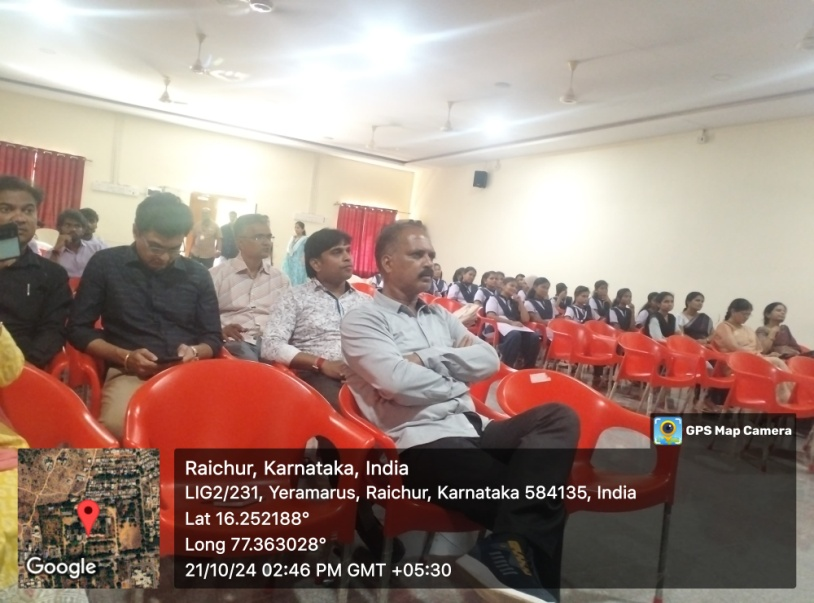 GPS Map Camera
Raichur, Karnataka, India
LIG2/231, Yeramarus, Raichur, Karnataka 584135, India
Lat 16.252188°
Long 77.363028°
21/10/24 02:46 PM GMT +05:30
Google